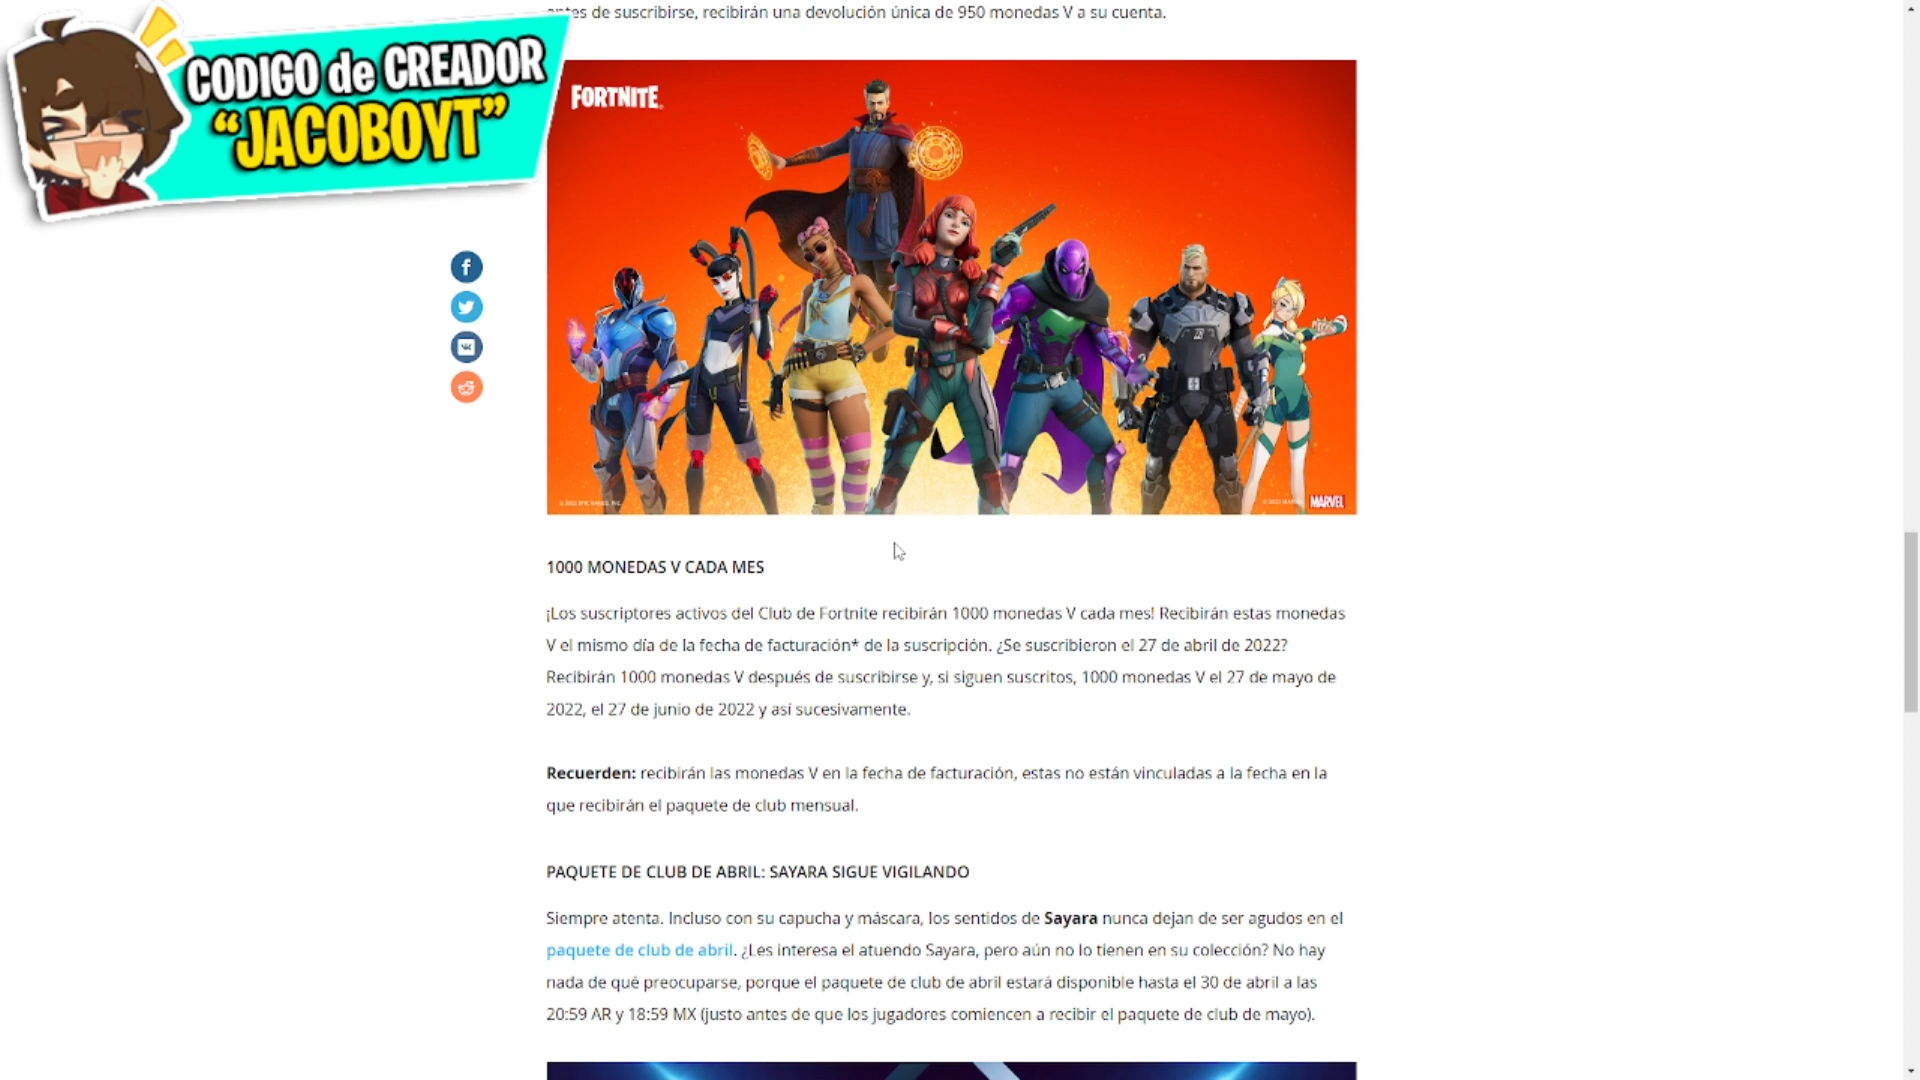 antes de suscribirse, recibirán una devolución única de 950 monedas V a su cuenta.
CODIGO de CREADOR
“JACOBOYT”
FORTNITE
MARVEL
1000 MONEDAS V CADA MES
¡Los suscriptores activos del Club de Fortnite recibirán 1000 monedas V cada mes! Recibirán estas monedas
V el mismo día de la fecha de facturación* de la suscripción. ¿Se suscribieron el 27 de abril de 2022?
Recibirán 1000 monedas V después de suscribirse y, si siguen suscritos, 1000 monedas V el 27 de mayo de
2022, el 27 de junio de 2022 y así sucesivamente.
Recuerden: recibirán las monedas V en la fecha de facturación, estas no están vinculadas a la fecha en la
que recibirán el paquete de club mensual.
PAQUETE DE CLUB DE ABRIL: SAYARA SIGUE VIGILANDO
Siempre atenta. Incluso con su capucha y máscara, los sentidos de Sayara nunca dejan de ser agudos en el
paquete de club de abril. ¿Les interesa el atuendo Sayara, pero aún no lo tienen en su colección? No hay
nada de qué preocuparse, porque el paquete de club de abril estará disponible hasta el 30 de abril a las
20:59 AR y 18:59 MX (justo antes de que los jugadores comiencen a recibir el paquete de club de mayo).